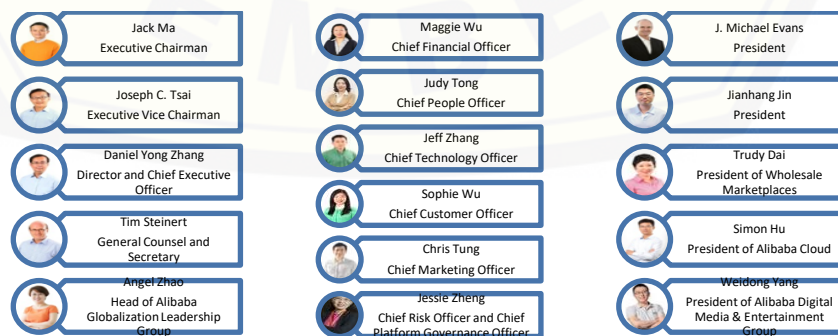 Jack Ma
Executive Chairman
Joseph C. Tsai
Executive Vice Chairman
Daniel Yong Zhang
Director and Chief Executive
Officer
Tim Steinert
General Counsel and
Secretary
Angel Zhao
Head of Alibaba
Globalization Leadership
Group
Maggie Wu
Chief Financial Officer
Judy Tong
Chief People Officer
Jeff Zhang
Chief Technology Officer
Sophie Wu
Chief Customer Officer
Chris Tung
Chief Marketing Officer
Jessie Zheng
Chief Risk Officer and Chief
Platform Governance Officer
J. Michael Evans
President
Jianhang Jin
President
Trudy Dai
President of Wholesale
Marketplaces
Simon Hu
President of Alibaba Cloud
Weidong Yang
President of Alibaba Digital
Media & Entertainment
Group